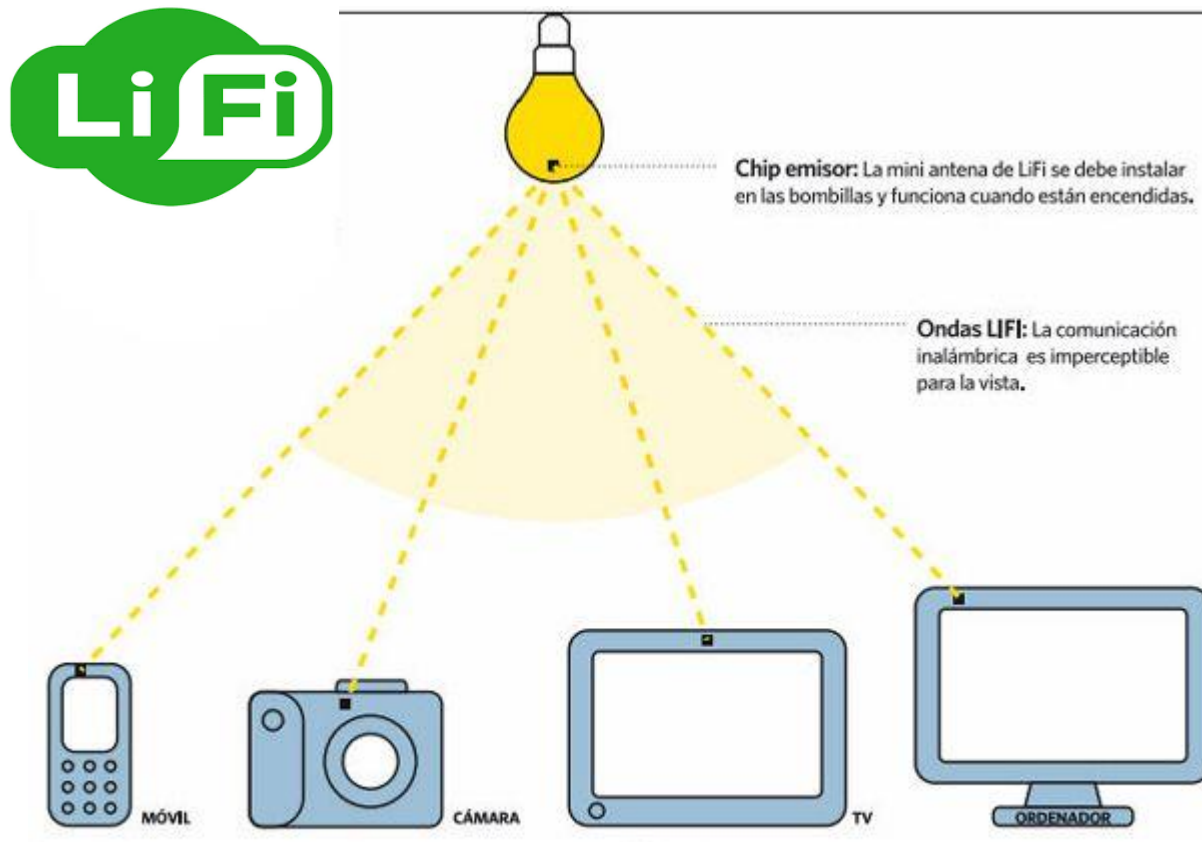 LiFi
Chip emisor: La mini antena de LiFi se debe instalar
en las bombillas y funciona cuando están encendidas.
Ondas LIFI: La comunicación
inalámbrica es imperceptible
para la vista.
MÓVIL
CÁMARA
TV
ORDENADOR